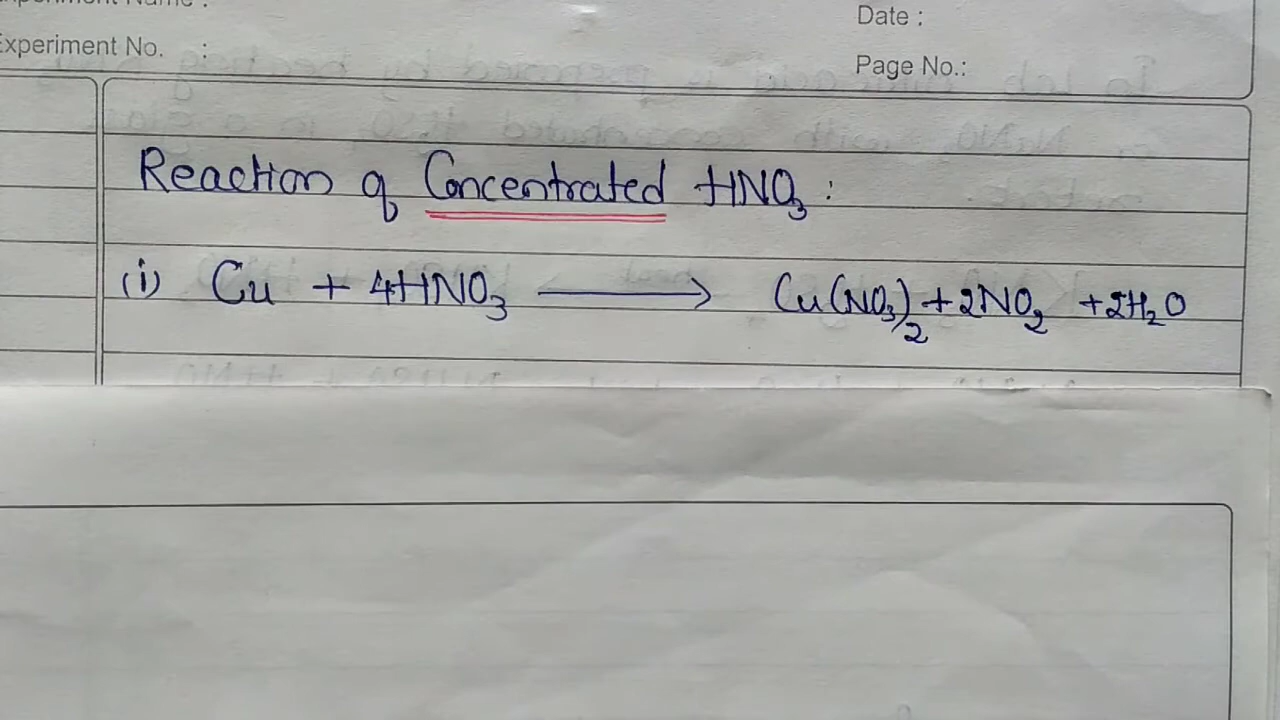 Experiment No. :
Date :
Page No.:
Reaction of Concentrated HNO₃ :
(i) Cu + 4HNO₃ ⟶ Cu(NO₃)₂ + 2NO₂ + 2H₂O